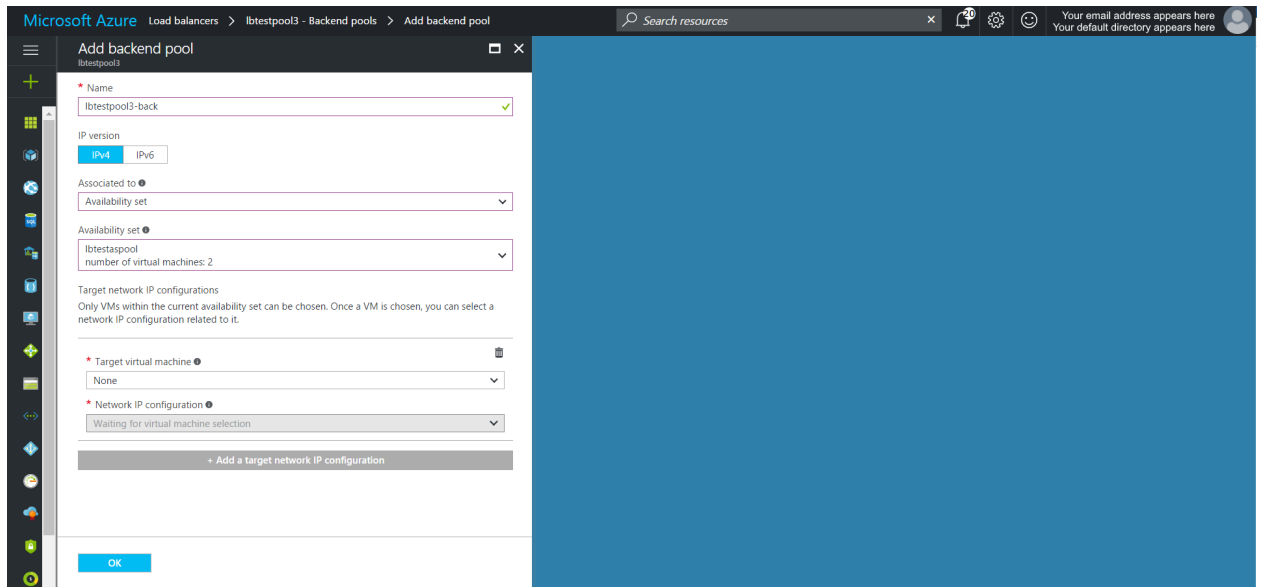 Microsoft Azure Load balancers > lbtestpool3 - Backend pools > Add backend pool
Search resources
20
Your email address appears here
Your default directory appears here
Add backend pool
lbtestpool3
* Name
lbtestpool3-back
IP version
IPv4 IPv6
Associated to
Availability set
Availability set
lbtestaspool
number of virtual machines: 2
Target network IP configurations
Only VMs within the current availability set can be chosen. Once a VM is chosen, you can select a
network IP configuration related to it.
* Target virtual machine
None
* Network IP configuration
Waiting for virtual machine selection
+ Add a target network IP configuration
OK